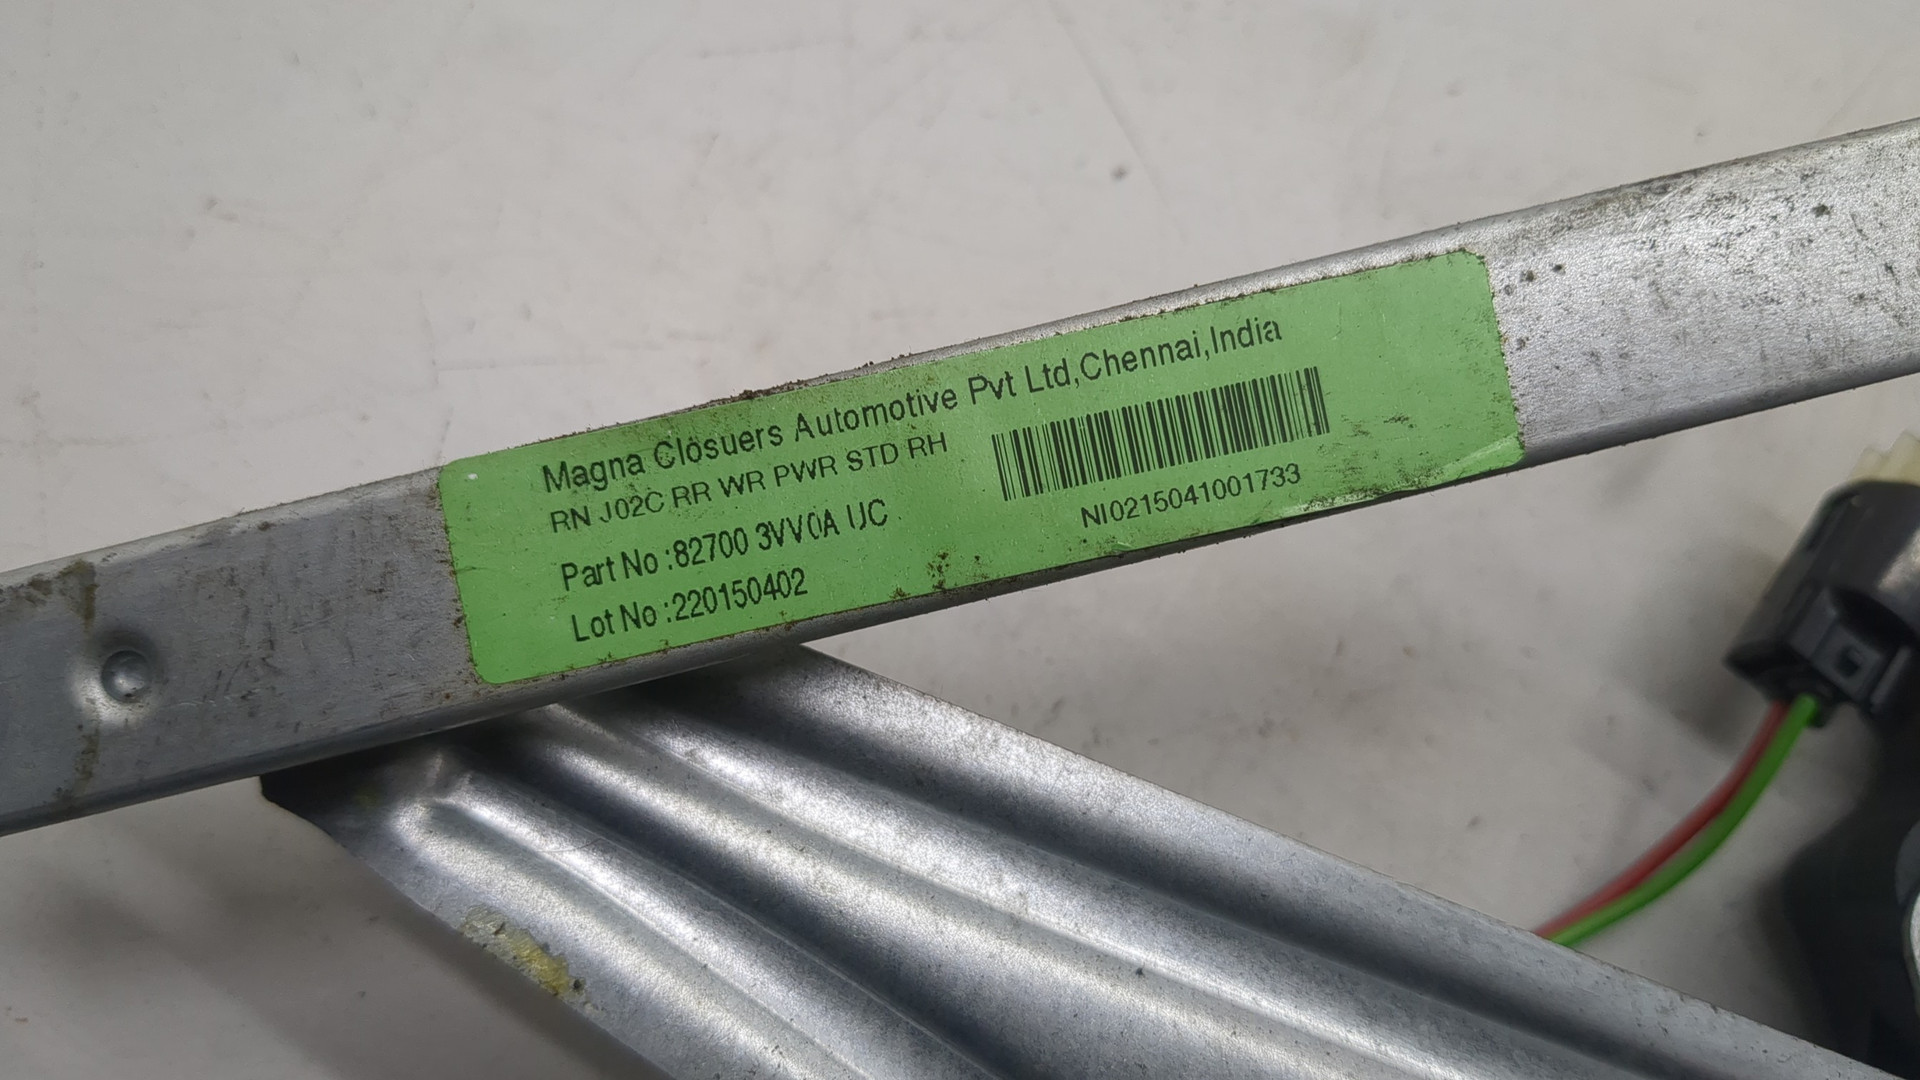 Magna Closuers Automotive Pvt Ltd,Chennai,India
RN J02C RR WR PWR STD RH
Part No :82700 3VV0A IJC
Lot No :220150402
NI0215041001733